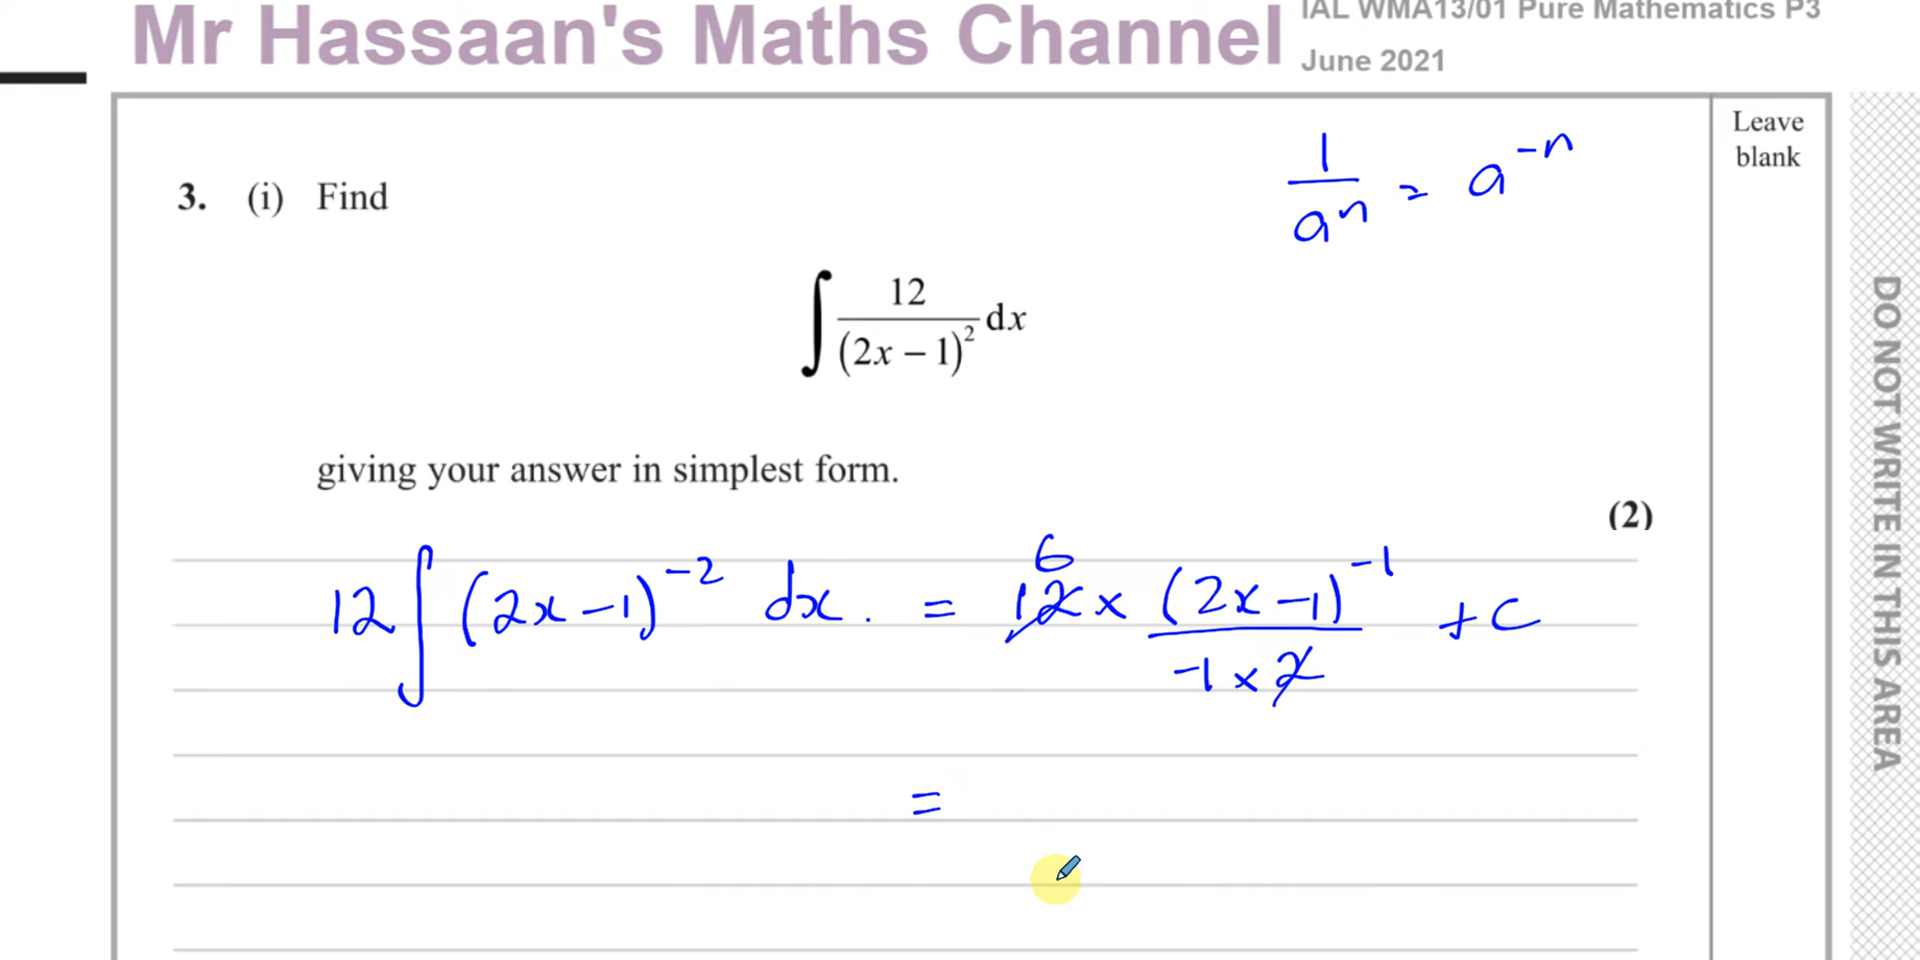 Mr Hassaan's Maths Channel
IAL WMA13/01 Pure Mathematics P3
June 2021
Leave
blank
1/aⁿ = a⁻ⁿ
3. (i) Find
∫ 12/(2x – 1)² dx
giving your answer in simplest form.
(2)
12 ∫ (2x – 1)⁻² dx. = 6 12 × (2x – 1)⁻¹/(–1 × 2) + c
=
DO NOT WRITE IN THIS AREA